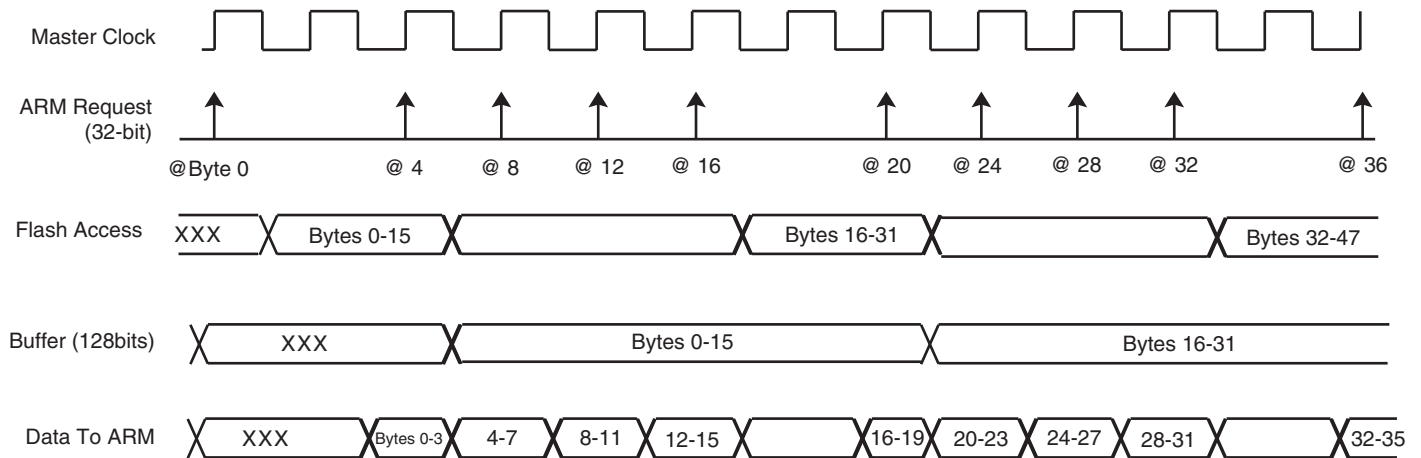 Master Clock
ARM Request
(32-bit)
@Byte 0 @ 4 @ 8 @ 12 @ 16 @ 20 @ 24 @ 28 @ 32 @ 36
Flash Access XXX Bytes 0-15 Bytes 16-31 Bytes 32-47
Buffer (128bits) XXX Bytes 0-15 Bytes 16-31
Data To ARM XXX Bytes 0-3 4-7 8-11 12-15 16-19 20-23 24-27 28-31 32-35